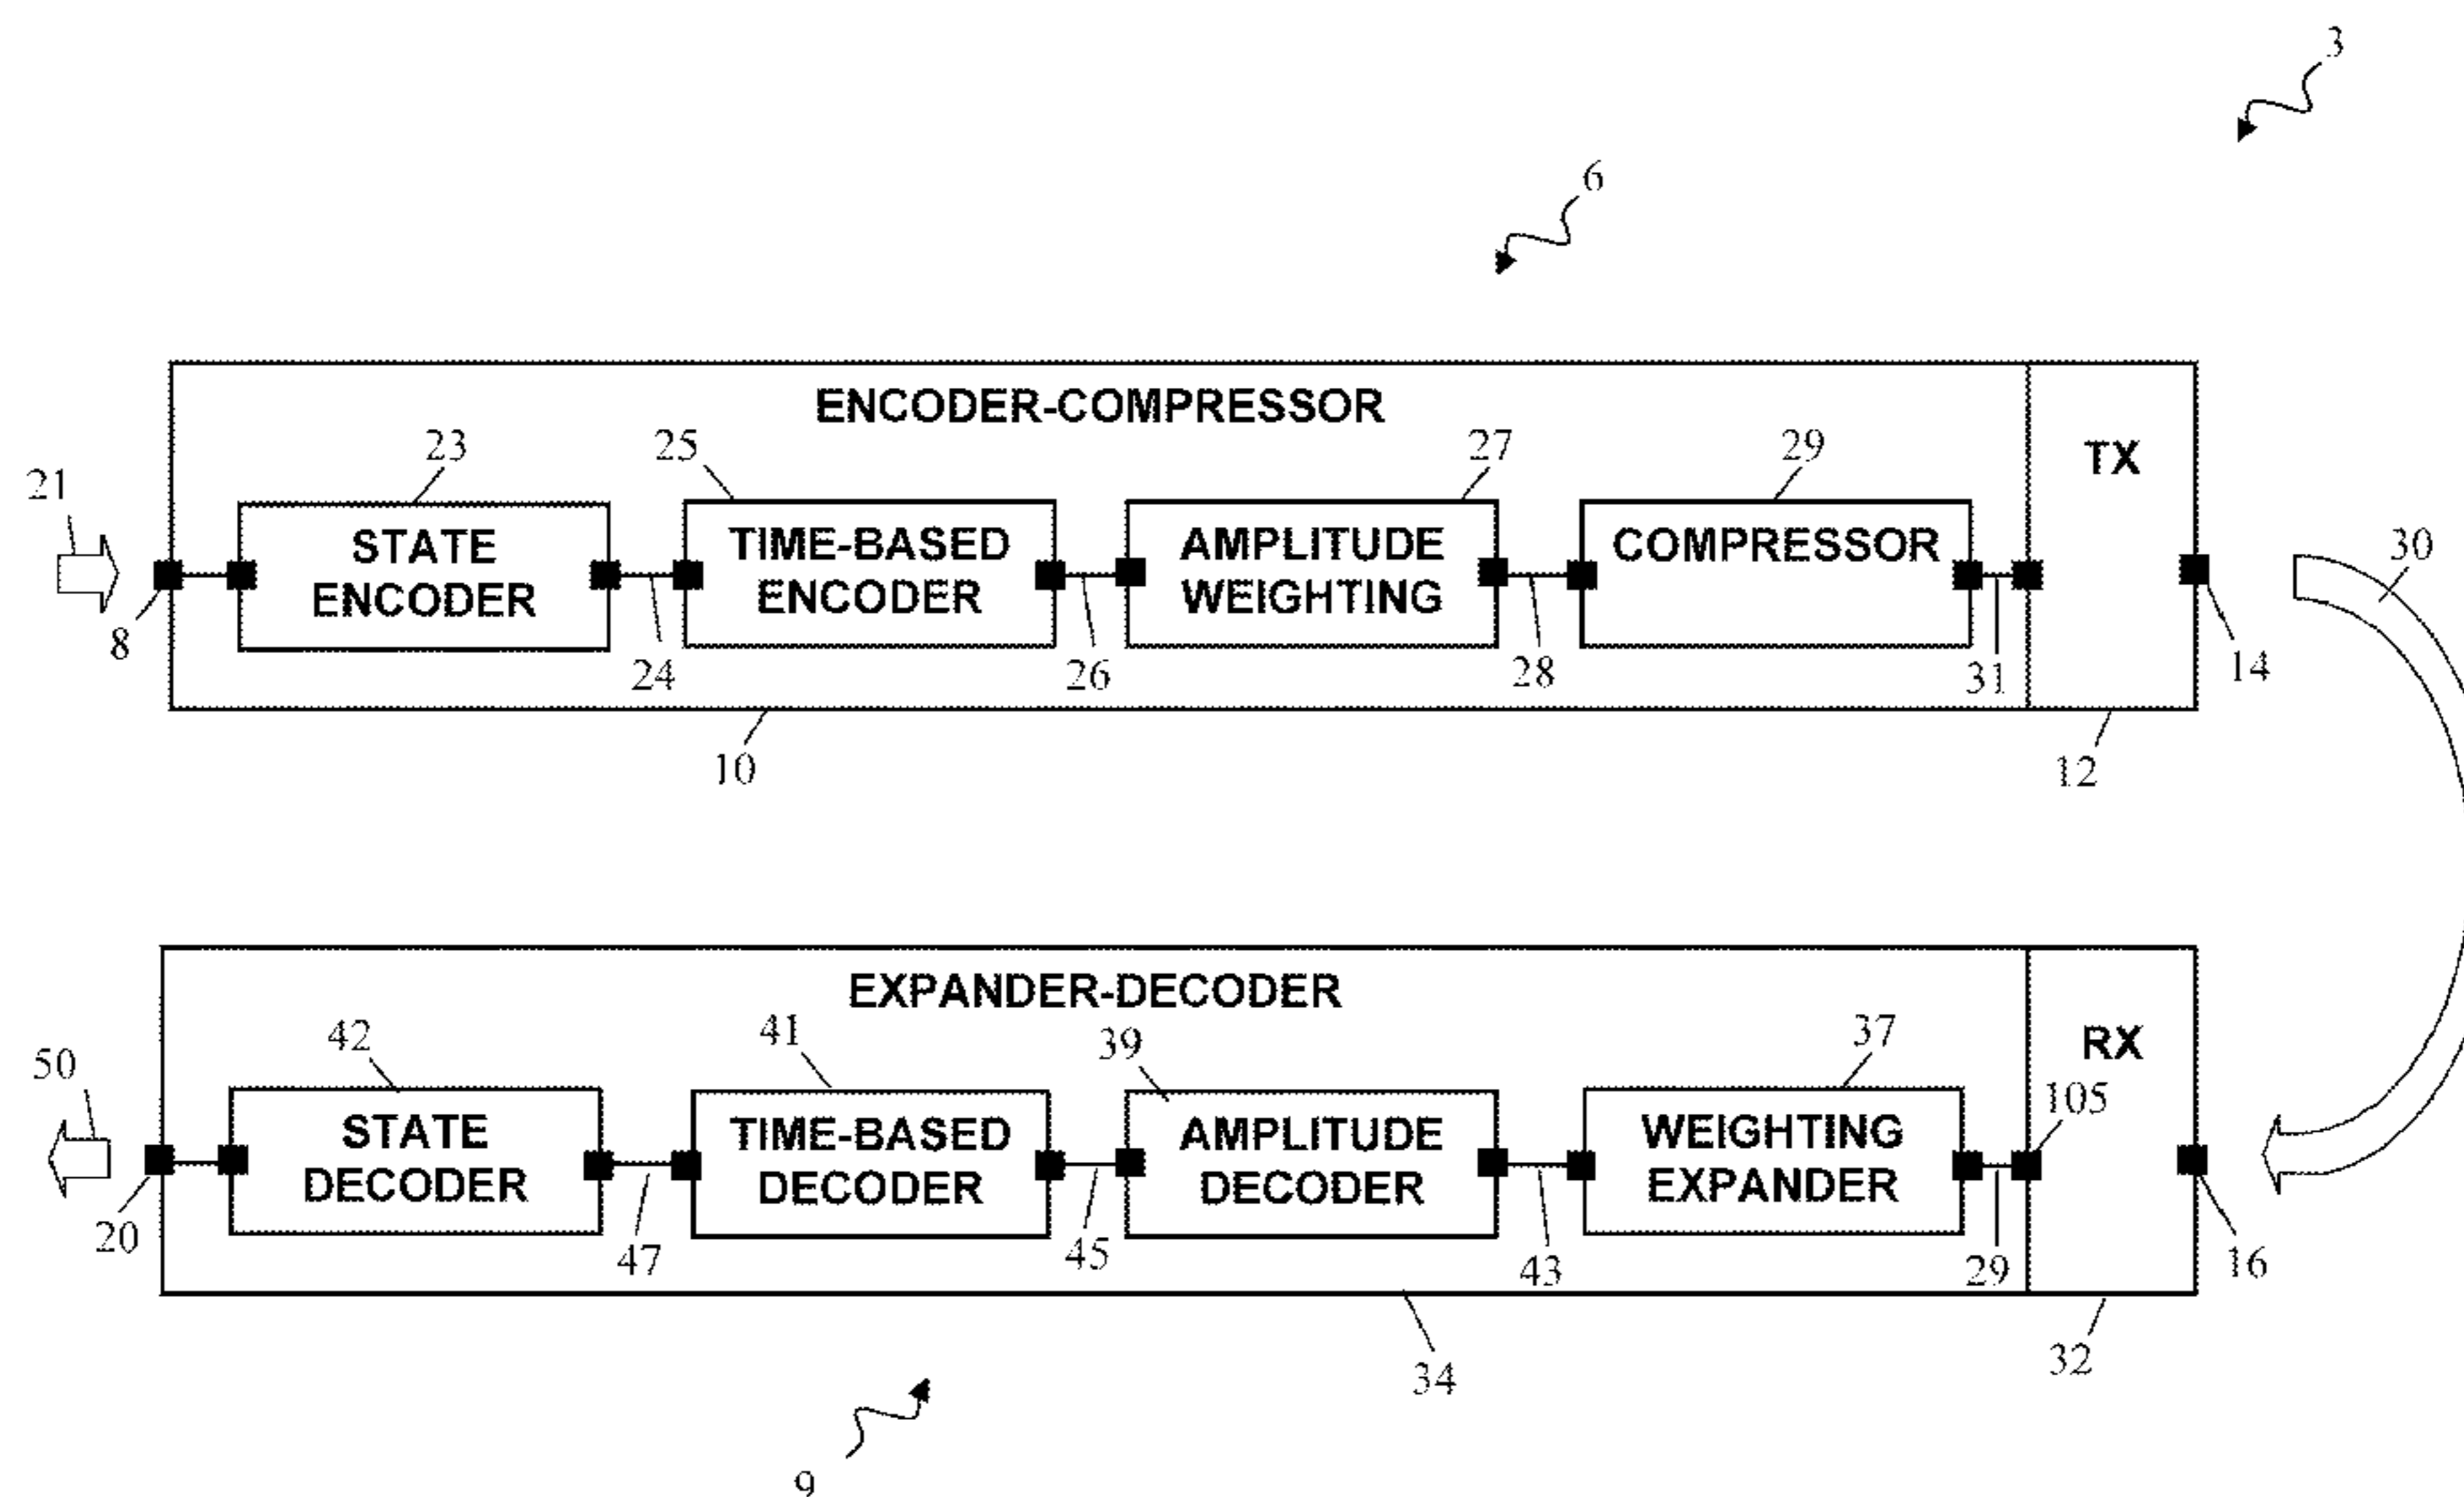 3
6
ENCODER-COMPRESSOR
TX
21
23
25
27
29
30
STATE
ENCODER
TIME-BASED
ENCODER
AMPLITUDE
WEIGHTING
COMPRESSOR
8
24
26
28
31
14
10
12
EXPANDER-DECODER
RX
50
42
41
39
37
105
STATE
DECODER
TIME-BASED
DECODER
AMPLITUDE
DECODER
WEIGHTING
EXPANDER
20
47
45
43
29
16
34
32
9